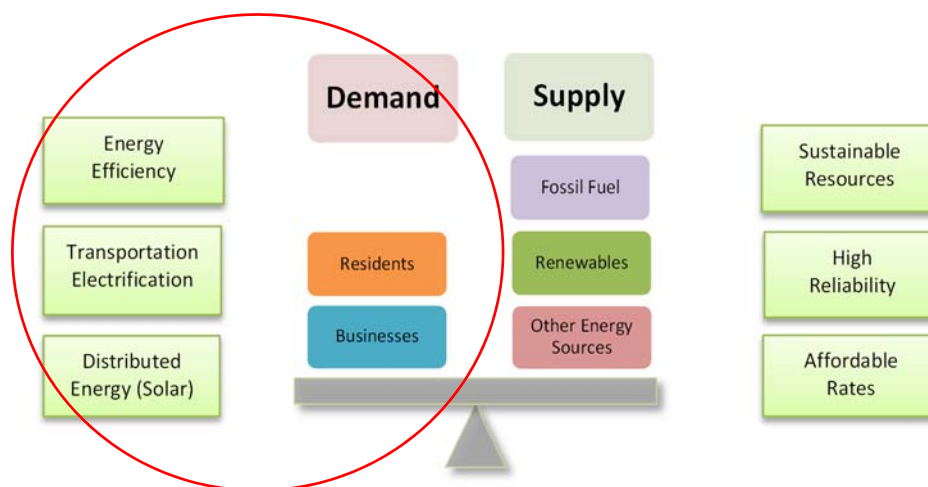 Demand
Supply
Energy
Efficiency
Transportation
Electrification
Distributed
Energy (Solar)
Residents
Businesses
Fossil Fuel
Renewables
Other Energy
Sources
Sustainable
Resources
High
Reliability
Affordable
Rates